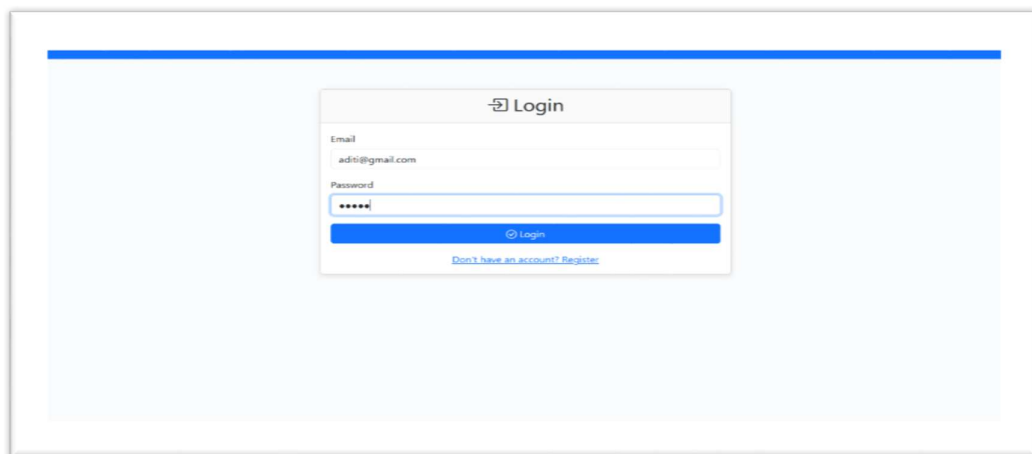 Login
Email
aditi@gmail.com
Password
•••••
Login
Don't have an account? Register